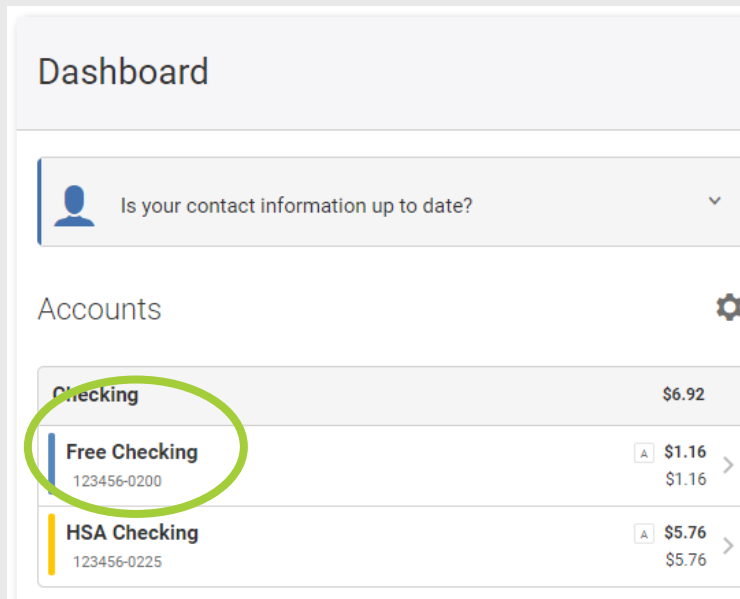 Dashboard
Is your contact information up to date?
Accounts
Checking $6.92
Free Checking A $1.16
123456-0200 $1.16
HSA Checking A $5.76
123456-0225 $5.76